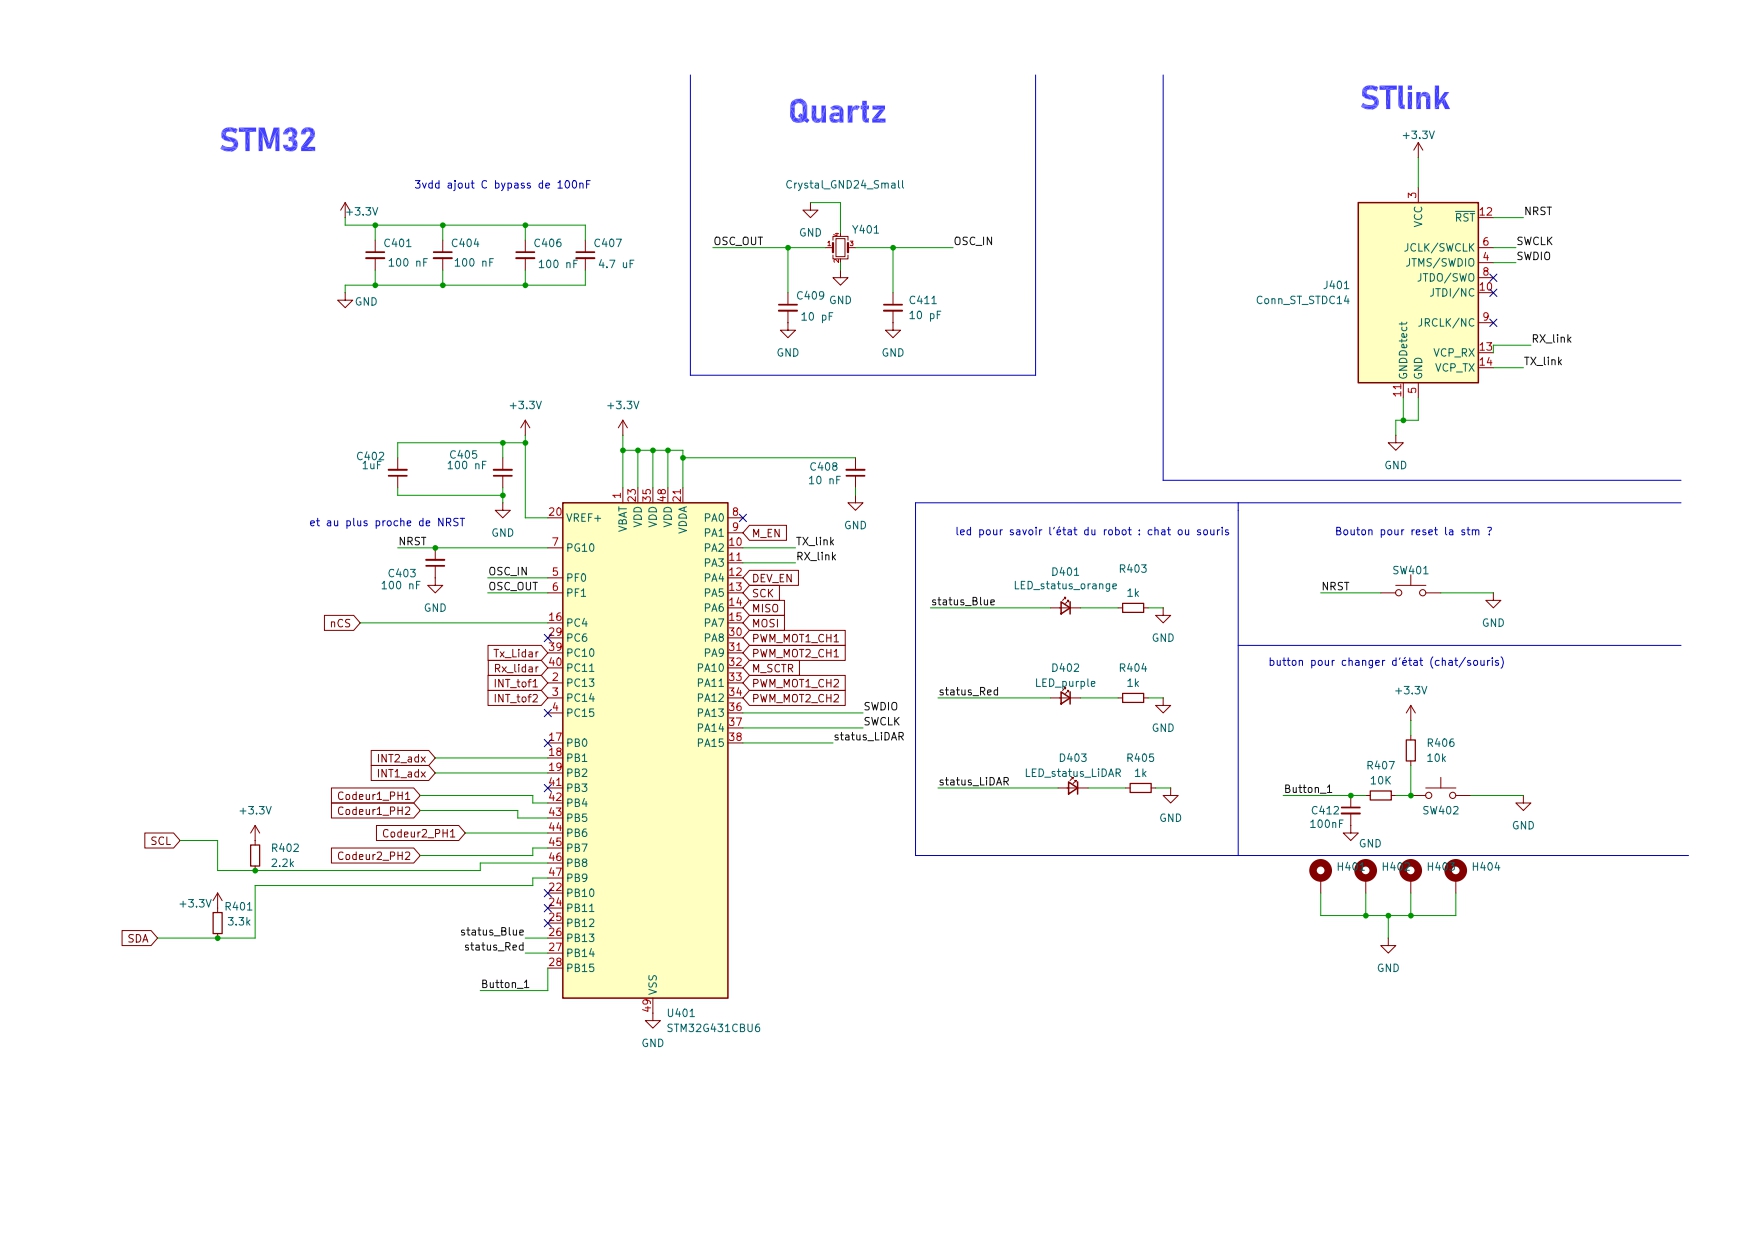 STM32
3vdd ajout C bypass de 100nF
+3.3V
C401
100 nF
C404
100 nF
C406
100 nF
C407
4.7 uF
GND
Quartz
Crystal_GND24_Small
GND
Y401
OSC_OUT
OSC_IN
1
3
4
2
GND
C409
10 pF
GND
C411
10 pF
GND
STlink
+3.3V
J401
Conn_ST_STDC14
3
VCC
RST
12
NRST
JCLK/SWCLK
6
SWCLK
JTMS/SWDIO
4
SWDIO
JTDO/SWO
8
JTDI/NC
10
JRCLK/NC
9
VCP_RX
13
RX_link
VCP_TX
14
TX_link
GNDDetect
11
GND
5
GND
+3.3V
+3.3V
C402
1uF
C405
100 nF
GND
C408
10 nF
GND
et au plus proche de NRST
NRST
C403
100 nF
GND
OSC_IN
OSC_OUT
nCS
Tx_Lidar
Rx_lidar
INT_tof1
INT_tof2
INT2_adx
INT1_adx
Codeur1_PH1
Codeur1_PH2
Codeur2_PH1
Codeur2_PH2
+3.3V
SCL
R402
2.2k
+3.3V
R401
3.3k
SDA
status_Blue
status_Red
Button_1
1
VBAT
23
VDD
35
VDD
48
VDD
21
VDDA
20
VREF+
7
PG10
5
PF0
6
PF1
16
PC4
29
PC6
39
PC10
40
PC11
2
PC13
3
PC14
4
PC15
17
PB0
18
PB1
19
PB2
41
PB3
42
PB4
43
PB5
44
PB6
45
PB7
46
PB8
47
PB9
22
PB10
24
PB11
25
PB12
26
PB13
27
PB14
28
PB15
PA0
8
PA1
9
M_EN
PA2
10
TX_link
PA3
11
RX_link
PA4
12
DEV_EN
PA5
13
SCK
PA6
14
MISO
PA7
15
MOSI
PA8
30
PWM_MOT1_CH1
PA9
31
PWM_MOT2_CH1
PA10
32
M_SCTR
PA11
33
PWM_MOT1_CH2
PA12
34
PWM_MOT2_CH2
PA13
36
SWDIO
PA14
37
SWCLK
PA15
38
status_LiDAR
VSS
49
U401
STM32G431CBU6
GND
led pour savoir l'état du robot : chat ou souris
D401
LED_status_orange
R403
1k
status_Blue
GND
D402
LED_purple
R404
1k
status_Red
GND
D403
LED_status_LiDAR
R405
1k
status_LiDAR
GND
Bouton pour reset la stm ?
SW401
NRST
GND
button pour changer d'état (chat/souris)
+3.3V
R406
10k
R407
10K
Button_1
C412
100nF
GND
SW402
GND
H404
GND